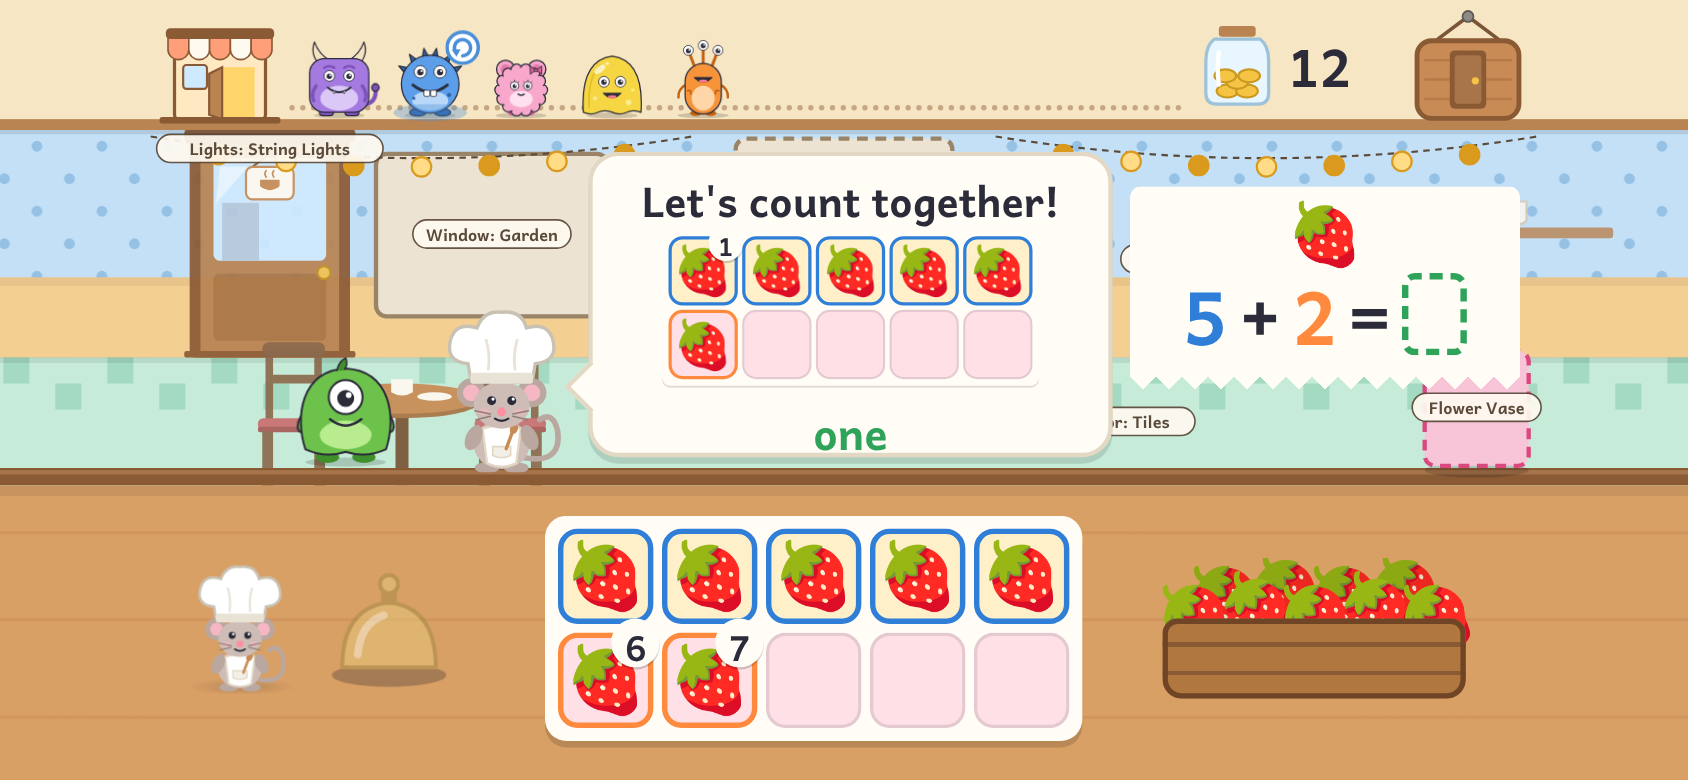 12
Lights: String Lights
Let's count together!
Window: Garden
1
5 + 2 =
one
r: Tiles
Flower Vase
6
7